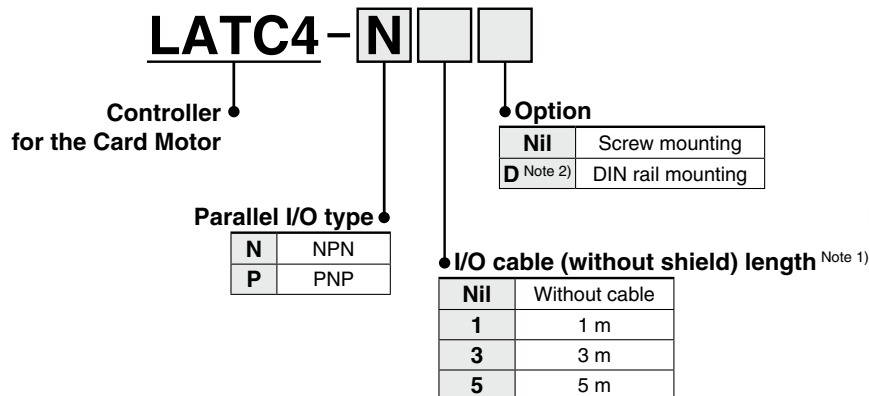 LATC4-N
Controller
for the Card Motor
Option
Nil Screw mounting
D Note 2) DIN rail mounting
Parallel I/O type
N NPN
P PNP
I/O cable (without shield) length Note 1)
Nil Without cable
1 1 m
3 3 m
5 5 m